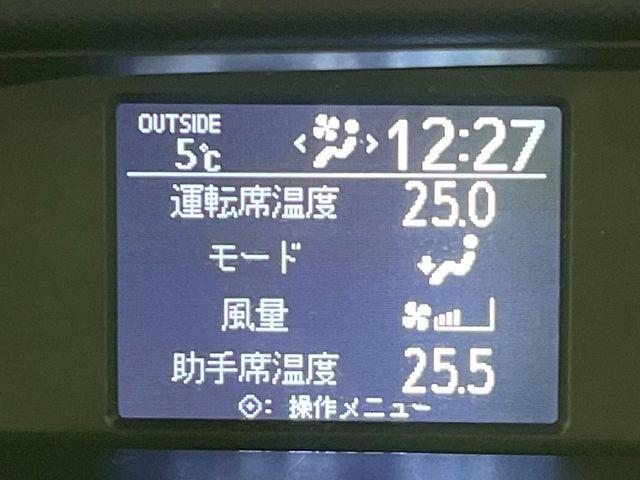 OUTSIDE
5℃ 12:27
運転席温度 25.0
モード
風量
助手席温度 25.5
: 操作メニュー